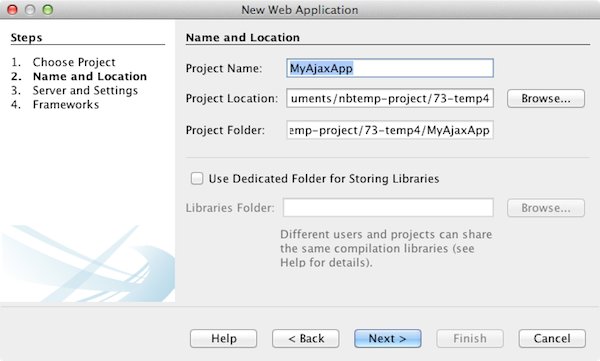 New Web Application
Steps
1. Choose Project
2. Name and Location
3. Server and Settings
4. Frameworks
Name and Location
Project Name: MyAjaxApp
Project Location: uments/nbtemp-project/73-temp4 Browse...
Project Folder: emp-project/73-temp4/MyAjaxApp
Use Dedicated Folder for Storing Libraries
Libraries Folder: Browse...
Different users and projects can share
the same compilation libraries (see
Help for details).
Help < Back Next > Finish Cancel